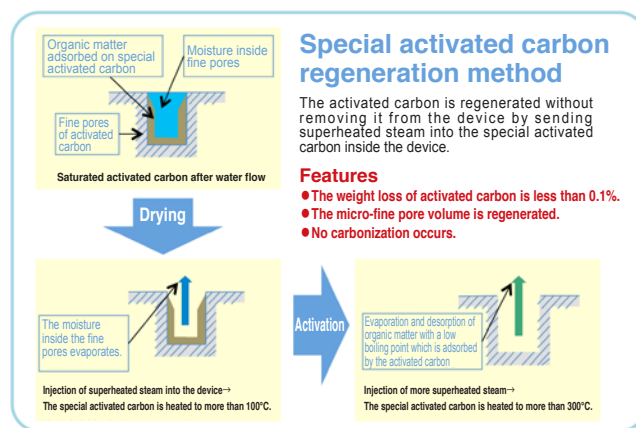 Organic matter
adsorbed on special
activated carbon
Moisture inside
fine pores
Fine pores
of activated
carbon
Saturated activated carbon after water flow
Special activated carbon
regeneration method
The activated carbon is regenerated without
removing it from the device by sending
superheated steam into the special activated
carbon inside the device.
Features
●The weight loss of activated carbon is less than 0.1%.
●The micro-fine pore volume is regenerated.
●No carbonization occurs.
Drying
The moisture
inside the fine
pores evaporates.
Injection of superheated steam into the device→
The special activated carbon is heated to more than 100°C.
Activation
Evaporation and desorption of
organic matter with a low
boiling point which is adsorbed
by the activated carbon
Injection of more superheated steam→
The special activated carbon is heated to more than 300°C.